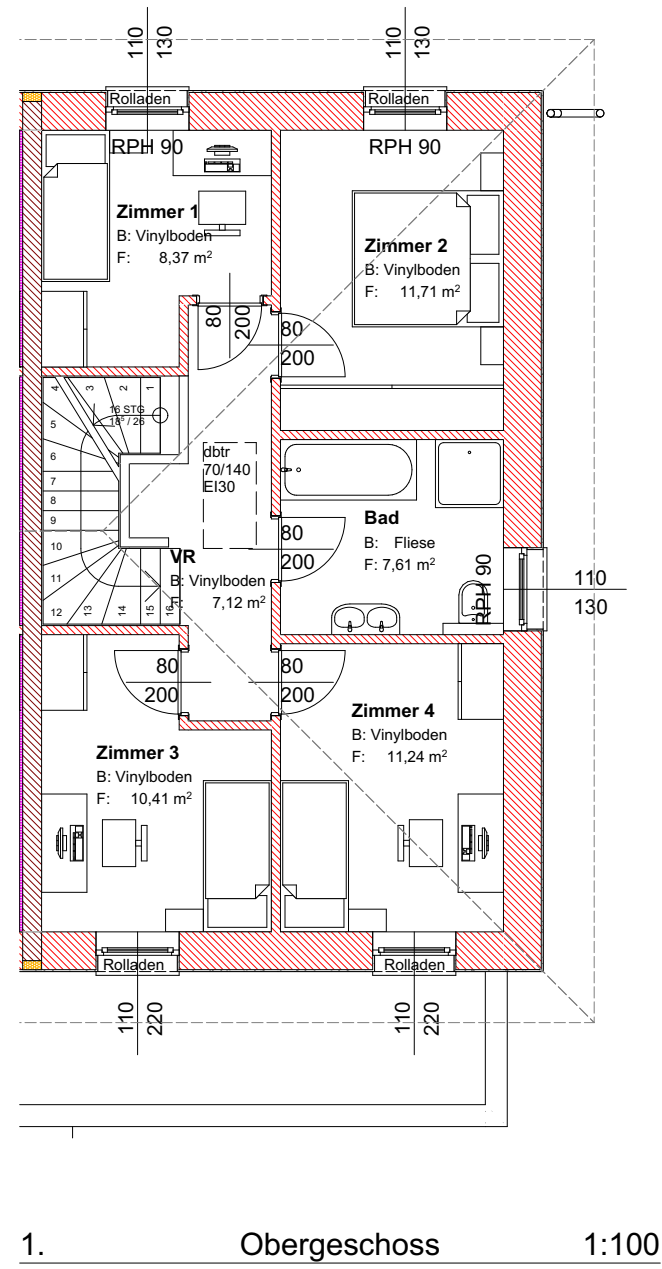 110
130
110
130
Rolladen
Rolladen
RPH 90
RPH 90
Zimmer 1
B: Vinylboden
F: 8,37 m²
Zimmer 2
B: Vinylboden
F: 11,71 m²
80
200
80
200
4
3
2
1
16 STG
18⁵ / 26
5
6
7
8
9
10
11
12
13
14
15
16
dbtr
70/140
EI30
VR
B: Vinylboden
F: 7,12 m²
80
200
Bad
B: Fliese
F: 7,61 m²
RPH 90
110
130
80
200
80
200
Zimmer 3
B: Vinylboden
F: 10,41 m²
Zimmer 4
B: Vinylboden
F: 11,24 m²
Rolladen
Rolladen
110
220
110
220
1. Obergeschoss 1:100